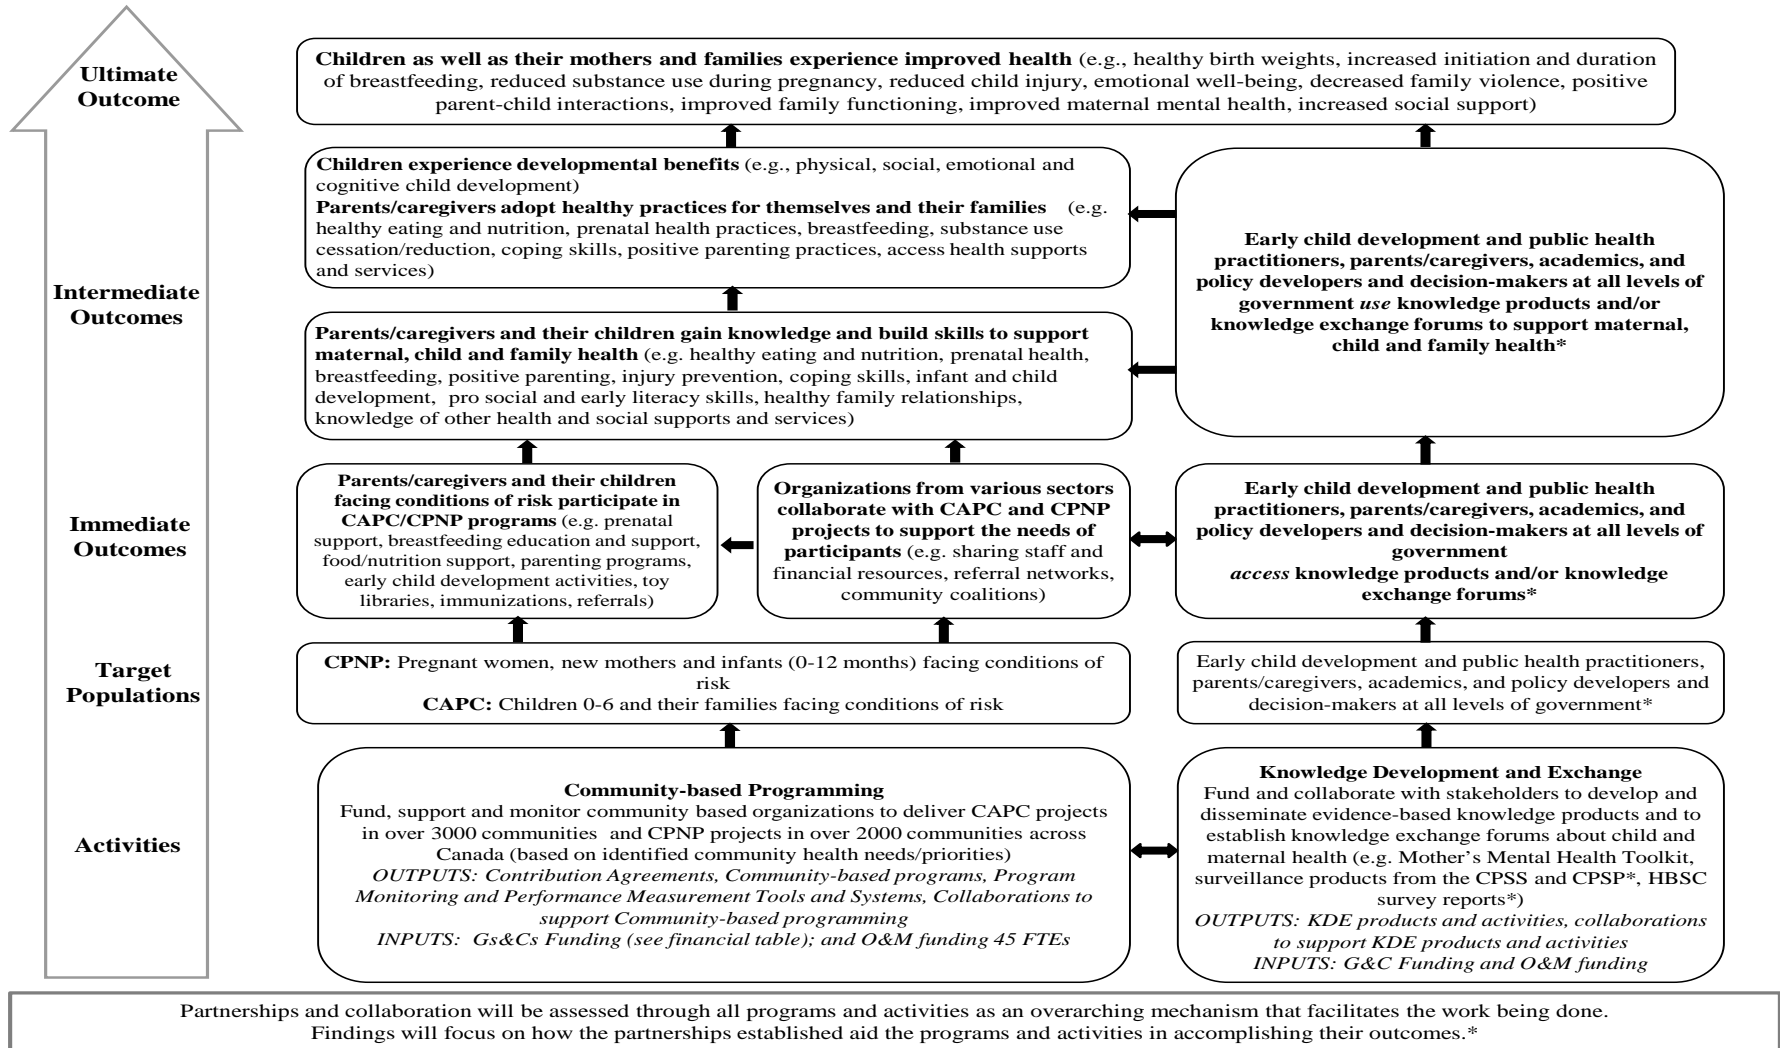 Ultimate
Outcome
Children as well as their mothers and families experience improved health (e.g., healthy birth weights, increased initiation and duration
of breastfeeding, reduced substance use during pregnancy, reduced child injury, emotional well-being, decreased family violence, positive
parent-child interactions, improved family functioning, improved maternal mental health, increased social support)
Intermediate
Outcomes
Children experience developmental benefits (e.g., physical, social, emotional and
cognitive child development)
Parents/caregivers adopt healthy practices for themselves and their families (e.g.
healthy eating and nutrition, prenatal health practices, breastfeeding, substance use
cessation/reduction, coping skills, positive parenting practices, access health supports
and services)
Parents/caregivers and their children gain knowledge and build skills to support
maternal, child and family health (e.g. healthy eating and nutrition, prenatal health,
breastfeeding, positive parenting, injury prevention, coping skills, infant and child
development, pro social and early literacy skills, healthy family relationships,
knowledge of other health and social supports and services)
Early child development and public health
practitioners, parents/caregivers, academics, and
policy developers and decision-makers at all levels of
government use knowledge products and/or
knowledge exchange forums to support maternal,
child and family health*
Immediate
Outcomes
Parents/caregivers and their children
facing conditions of risk participate in
CAPC/CPNP programs (e.g. prenatal
support, breastfeeding education and support,
food/nutrition support, parenting programs,
early child development activities, toy
libraries, immunizations, referrals)
Organizations from various sectors
collaborate with CAPC and CPNP
projects to support the needs of
participants (e.g. sharing staff and
financial resources, referral networks,
community coalitions)
Early child development and public health
practitioners, parents/caregivers, academics, and
policy developers and decision-makers at all levels of
government
access knowledge products and/or knowledge
exchange forums*
Target
Populations
CPNP: Pregnant women, new mothers and infants (0-12 months) facing conditions of
risk
CAPC: Children 0-6 and their families facing conditions of risk
Early child development and public health practitioners,
parents/caregivers, academics, and policy developers and
decision-makers at all levels of government*
Activities
Community-based Programming
Fund, support and monitor community based organizations to deliver CAPC projects
in over 3000 communities and CPNP projects in over 2000 communities across
Canada (based on identified community health needs/priorities)
OUTPUTS: Contribution Agreements, Community-based programs, Program
Monitoring and Performance Measurement Tools and Systems, Collaborations to
support Community-based programming
INPUTS: Gs&Cs Funding (see financial table); and O&M funding 45 FTEs
Knowledge Development and Exchange
Fund and collaborate with stakeholders to develop and
disseminate evidence-based knowledge products and to
establish knowledge exchange forums about child and
maternal health (e.g. Mother's Mental Health Toolkit,
surveillance products from the CPSS and CPSP*, HBSC
survey reports*)
OUTPUTS: KDE products and activities, collaborations
to support KDE products and activities
INPUTS: G&C Funding and O&M funding
Partnerships and collaboration will be assessed through all programs and activities as an overarching mechanism that facilitates the work being done.
Findings will focus on how the partnerships established aid the programs and activities in accomplishing their outcomes.*